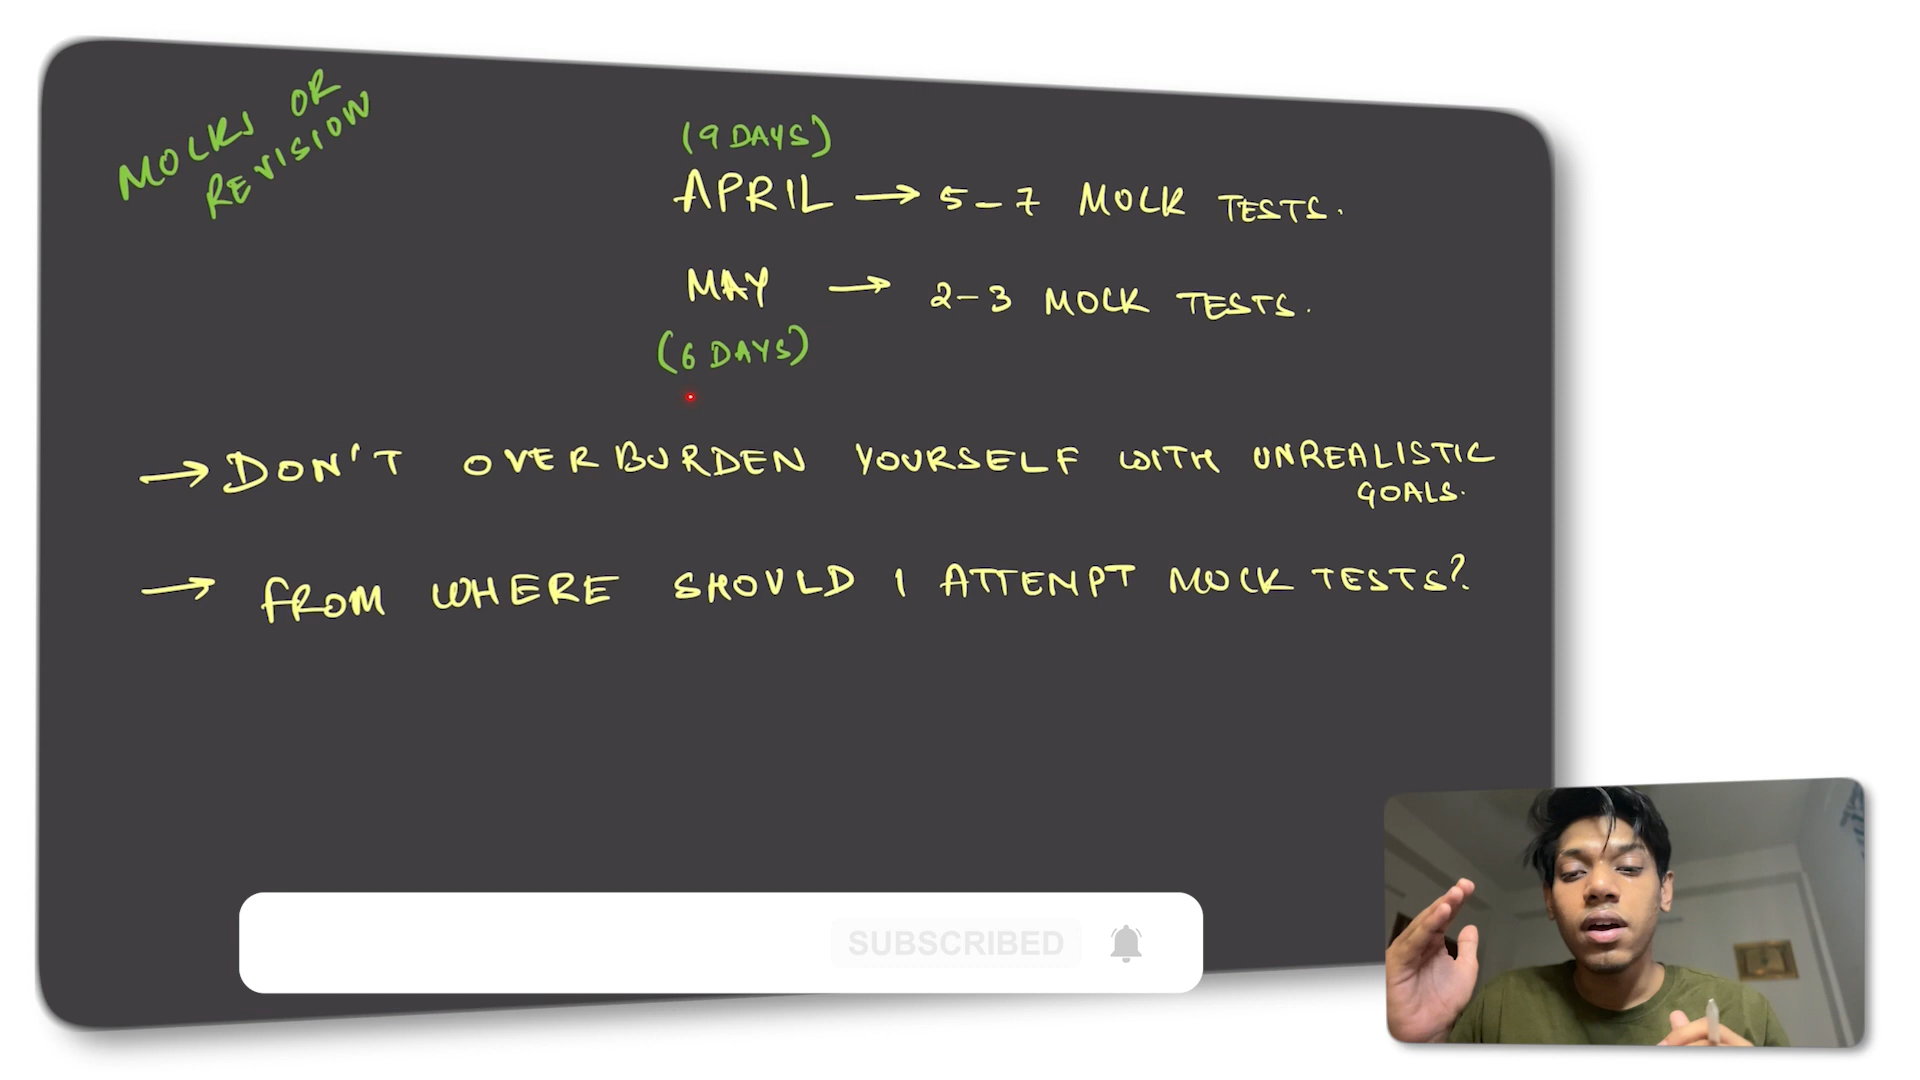 MOCKS OR
REVISION
(9 DAYS)
APRIL → 5-7 MOCK TESTS.
MAY → 2-3 MOCK TESTS.
(6 DAYS)
→ DON'T OVERBURDEN YOURSELF WITH UNREALISTIC
GOALS.
→ FROM WHERE SHOULD I ATTEMPT MOCK TESTS?
SUBSCRIBED